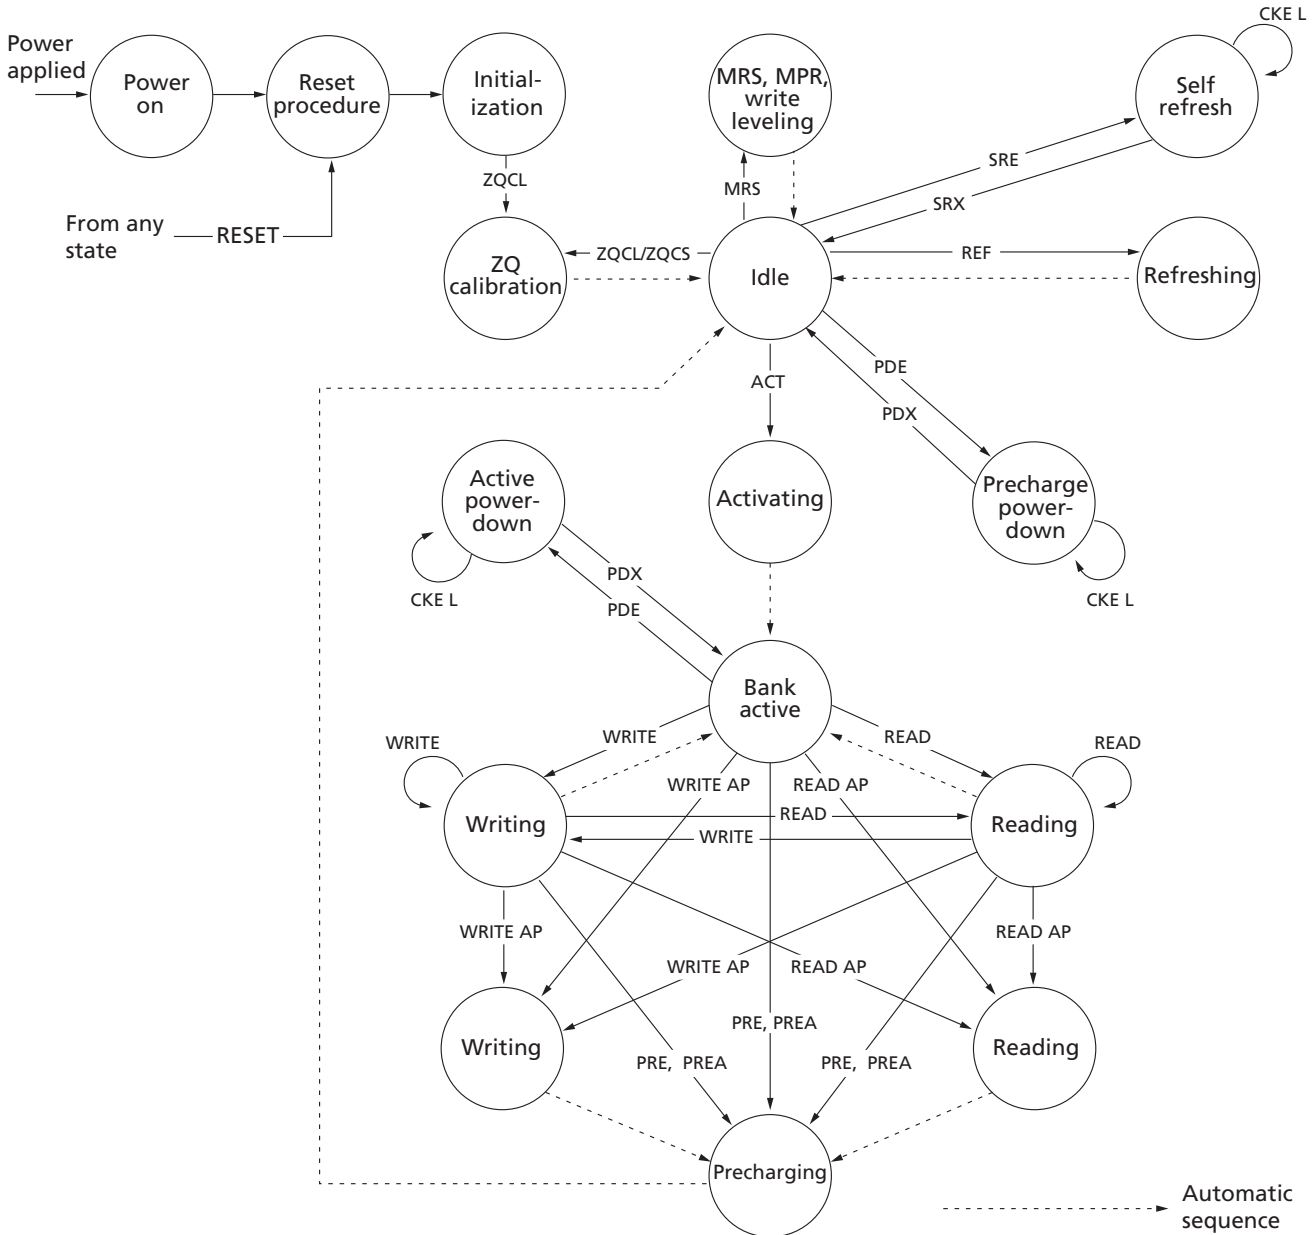 CKE L
Power
applied
Power
on
Reset
procedure
Initial-
ization
MRS, MPR,
write
leveling
Self
refresh
ZQCL
MRS
SRE
SRX
From any
state
RESET
ZQ
calibration
ZQCL/ZQCS
Idle
REF
Refreshing
PDE
ACT
PDX
Active
power-
down
Activating
Precharge
power-
down
CKE L
PDX
PDE
CKE L
Bank
active
WRITE
WRITE
READ
READ
WRITE AP
READ AP
Writing
READ
WRITE
Reading
WRITE AP
READ AP
WRITE AP
READ AP
Writing
PRE, PREA
Reading
PRE, PREA
PRE, PREA
Precharging
Automatic
sequence